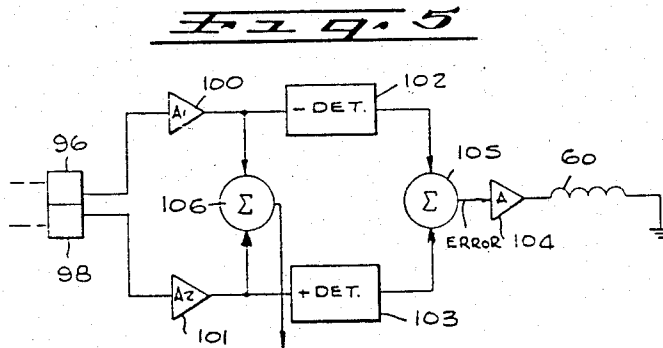 Fig. 5
100
102
A1
- DET.
96
105
106
Σ
Σ
A
60
ERROR
104
98
A2
+ DET.
101
103